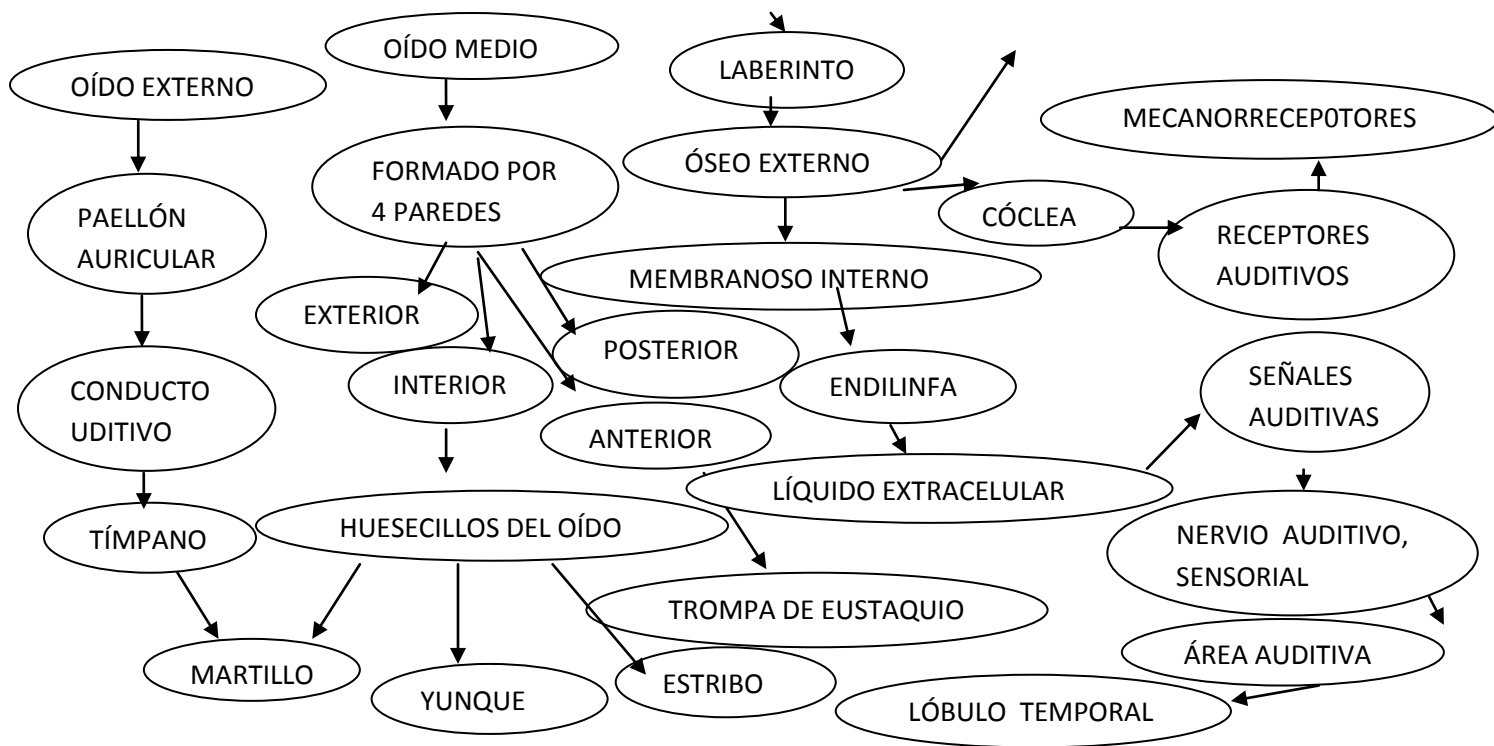 OÍDO EXTERNO
PAELLÓN
AURICULAR
CONDUCTO
UDITIVO
TÍMPANO
OÍDO MEDIO
FORMADO POR
4 PAREDES
EXTERIOR
INTERIOR
POSTERIOR
ANTERIOR
HUESECILLOS DEL OÍDO
MARTILLO
YUNQUE
ESTRIBO
TROMPA DE EUSTAQUIO
LABERINTO
ÓSEO EXTERNO
MEMBRANOSO INTERNO
ENDILINFA
LÍQUIDO EXTRACELULAR
CÓCLEA
RECEPTORES
AUDITIVOS
MECANORRECEP0TORES
SEÑALES
AUDITIVAS
NERVIO AUDITIVO,
SENSORIAL
ÁREA AUDITIVA
LÓBULO TEMPORAL